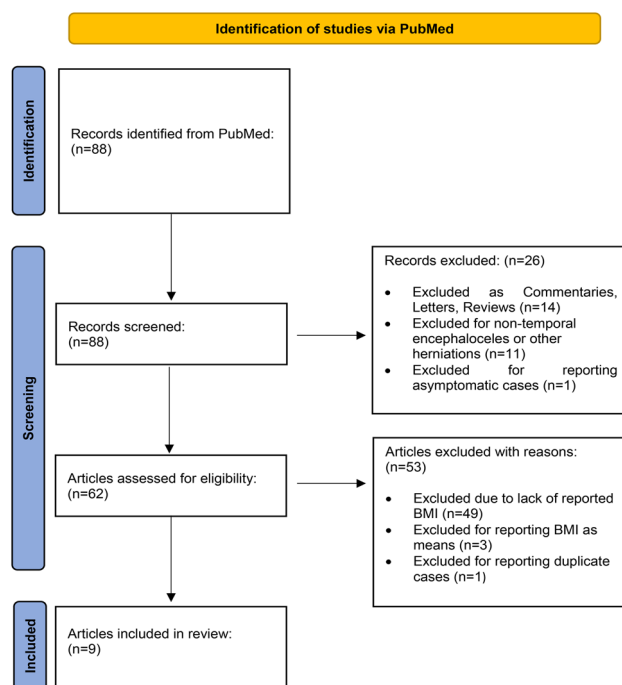 Identification of studies via PubMed
Identification
Records identified from PubMed:
(n=88)
Screening
Records screened:
(n=88)
Records excluded: (n=26)
• Excluded as Commentaries,
Letters, Reviews (n=14)
• Excluded for non-temporal
encephaloceles or other
herniations (n=11)
• Excluded for reporting
asymptomatic cases (n=1)
Articles assessed for eligibility:
(n=62)
Articles excluded with reasons:
(n=53)
• Excluded due to lack of reported
BMI (n=49)
• Excluded for reporting BMI as
means (n=3)
• Excluded for reporting duplicate
cases (n=1)
Included
Articles included in review:
(n=9)